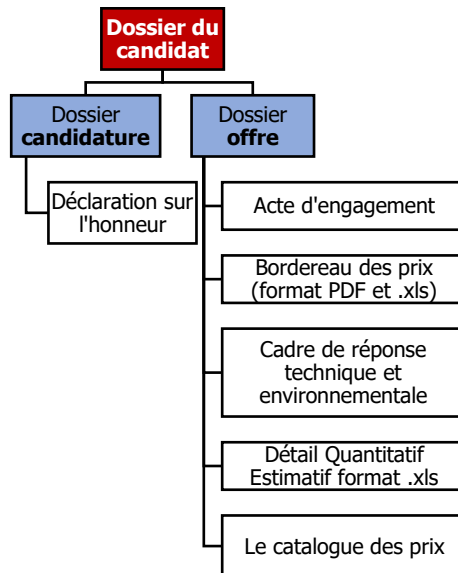 Dossier du
candidat
Dossier
candidature
Dossier
offre
Déclaration sur
l'honneur
Acte d'engagement
Bordereau des prix
(format PDF et .xls)
Cadre de réponse
technique et
environnementale
Détail Quantitatif
Estimatif format .xls
Le catalogue des prix